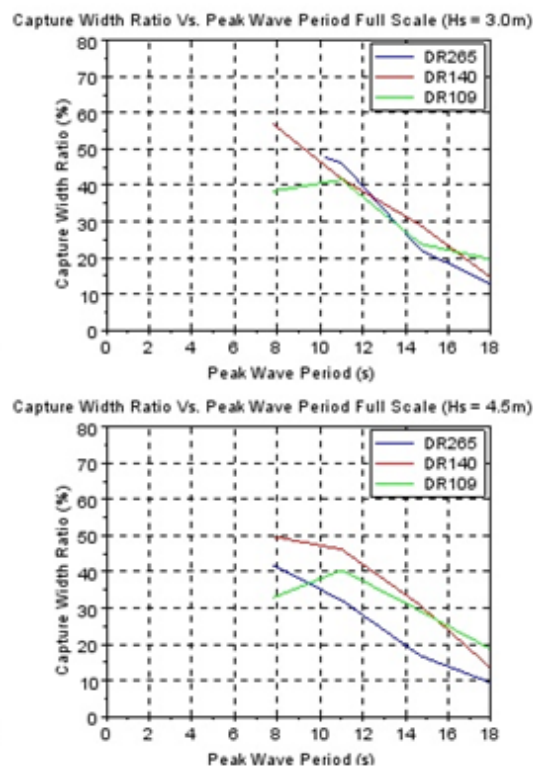 Capture Width Ratio Vs. Peak Wave Period Full Scale (Hs = 3.0m)
80
70
60
50
40
30
20
10
0
Capture Width Ratio (%)
DR265
DR140
DR109
0 2 4 6 8 10 12 14 16 18
Peak Wave Period (s)
Capture Width Ratio Vs. Peak Wave Period Full Scale (Hs = 4.5m)
80
70
60
50
40
30
20
10
0
Capture Width Ratio (%)
DR265
DR140
DR109
0 2 4 6 8 10 12 14 16 18
Peak Wave Period (s)